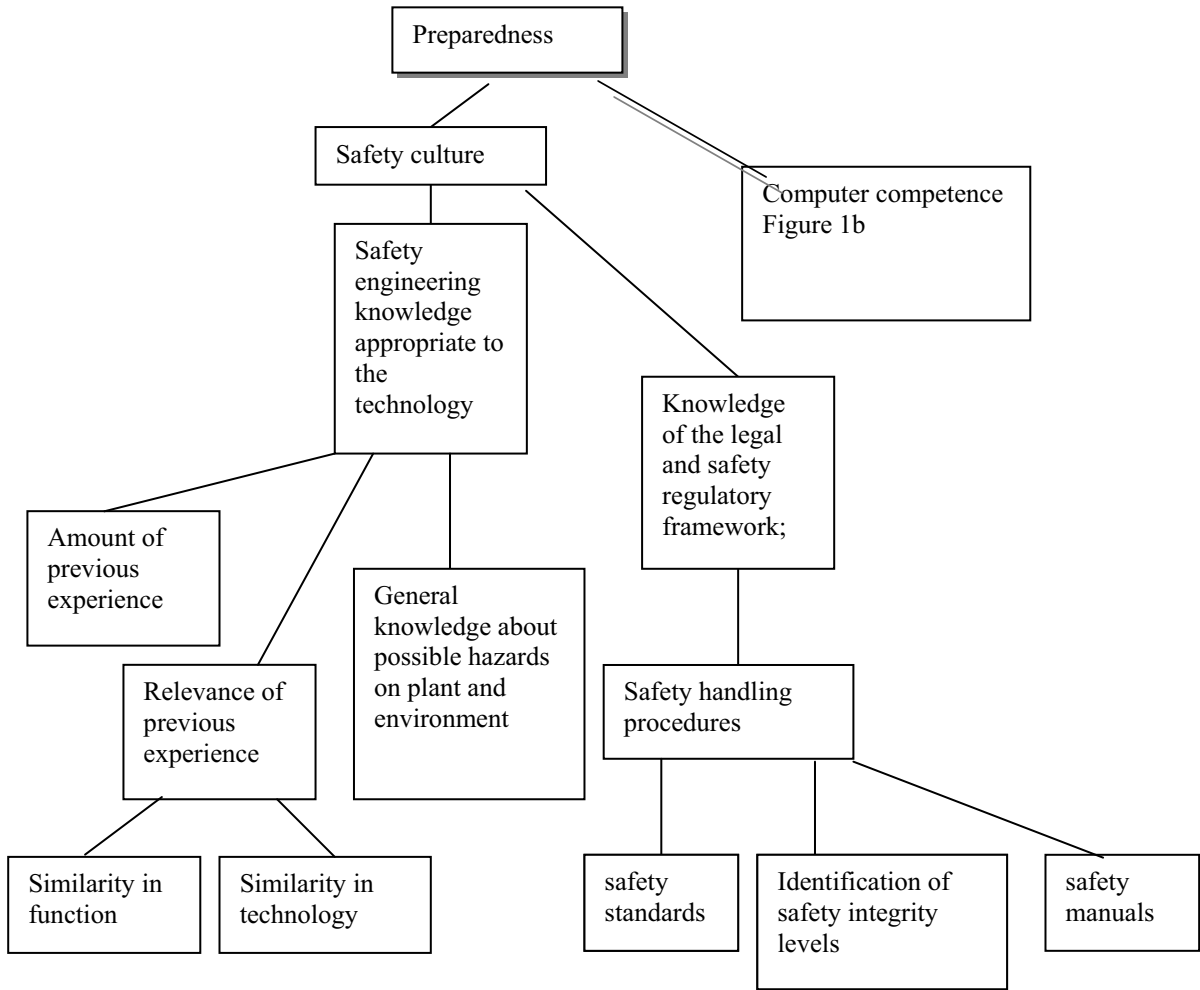 Preparedness
Safety culture
Computer competence
Figure 1b
Safety
engineering
knowledge
appropriate to
the
technology
Knowledge
of the legal
and safety
regulatory
framework;
Amount of
previous
experience
General
knowledge about
possible hazards
on plant and
environment
Relevance of
previous
experience
Safety handling
procedures
Similarity in
function
Similarity in
technology
safety
standards
Identification of
safety integrity
levels
safety
manuals